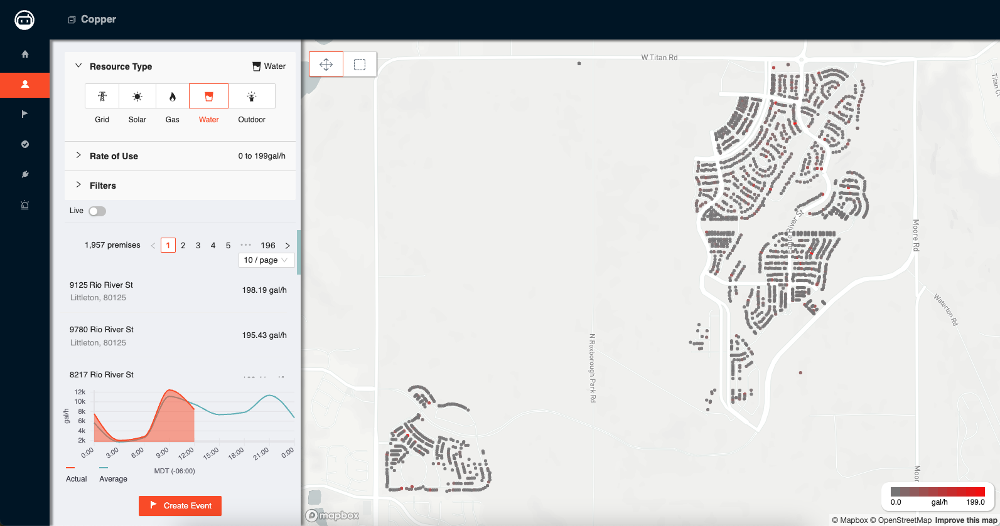 Copper
Resource Type
Water
Grid
Solar
Gas
Water
Outdoor
Rate of Use
0 to 199gal/h
Filters
Live
1,957 premises
1
2
3
4
5
•••
196
10 / page
9125 Rio River St
198.19 gal/h
Littleton, 80125
9780 Rio River St
195.43 gal/h
Littleton, 80125
8217 Rio River St
12k
10k
8k
6k
4k
2k
gal/h
0:00
3:00
6:00
9:00
12:00
15:00
18:00
21:00
0:00
MDT (-06:00)
Actual
Average
Create Event
W Titan Rd
Titan Ct
Eagle River St
Moore Rd
Waterton Rd
N Roxborough Park Rd
Moor
0.0
gal/h
199.0
mapbox
© Mapbox © OpenStreetMap Improve this map